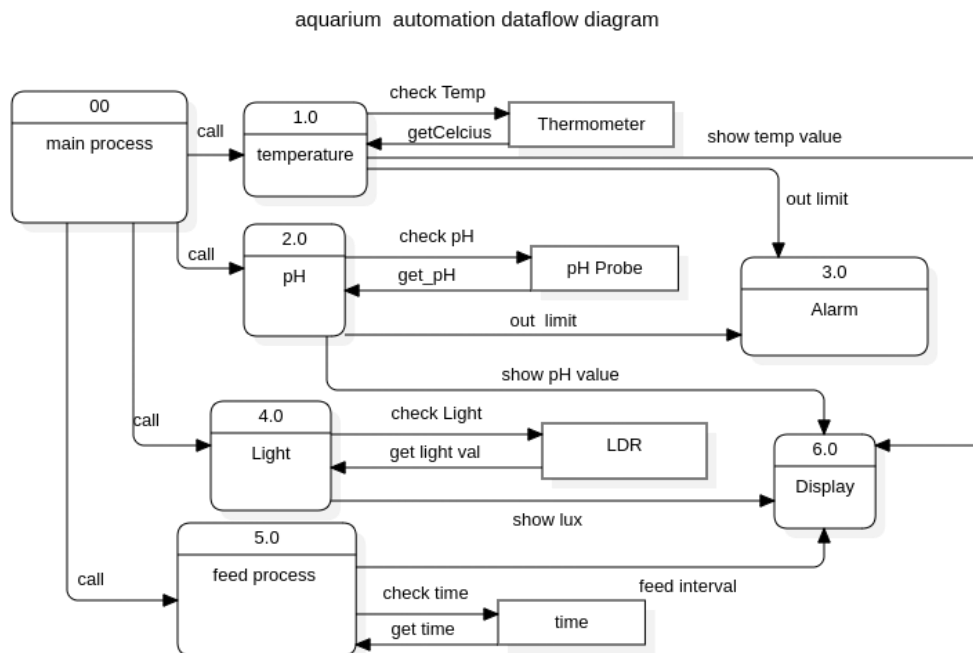 aquarium  automation dataflow diagram
00
main process
call
1.0
temperature
check Temp
getCelcius
Thermometer
show temp value
out limit
call
2.0
pH
check pH
get_pH
pH Probe
out  limit
3.0
Alarm
show pH value
call
4.0
Light
check Light
get light val
LDR
show lux
6.0
Display
call
5.0
feed process
feed interval
check time
get time
time